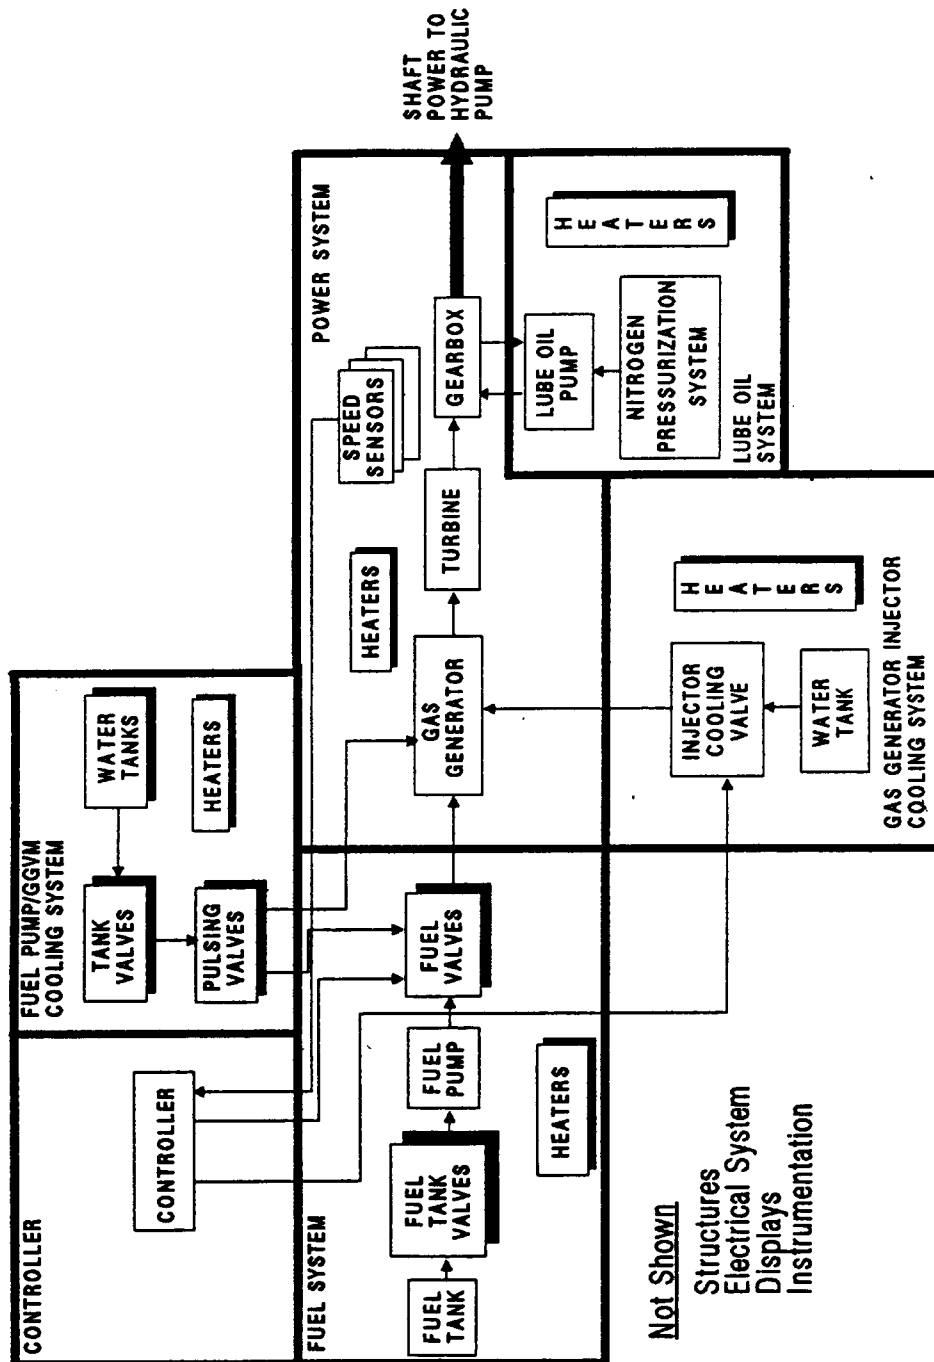 CONTROLLER
CONTROLLER
FUEL PUMP/GGVM
COOLING SYSTEM
TANK
VALVES
WATER
TANKS
PULSING
VALVES
HEATERS
FUEL SYSTEM
FUEL
TANK
FUEL
TANK
VALVES
FUEL
PUMP
FUEL
VALVES
HEATERS
POWER SYSTEM
GAS
GENERATOR
HEATERS
TURBINE
SPEED
SENSORS
GEARBOX
SHAFT
POWER TO
HYDRAULIC
PUMP
LUBE OIL
PUMP
NITROGEN
PRESSURIZATION
SYSTEM
HEATERS
LUBE OIL
SYSTEM
INJECTOR
COOLING
VALVE
WATER
TANK
HEATERS
GAS GENERATOR INJECTOR
COOLING SYSTEM
Not Shown
Structures
Electrical System
Displays
Instrumentation